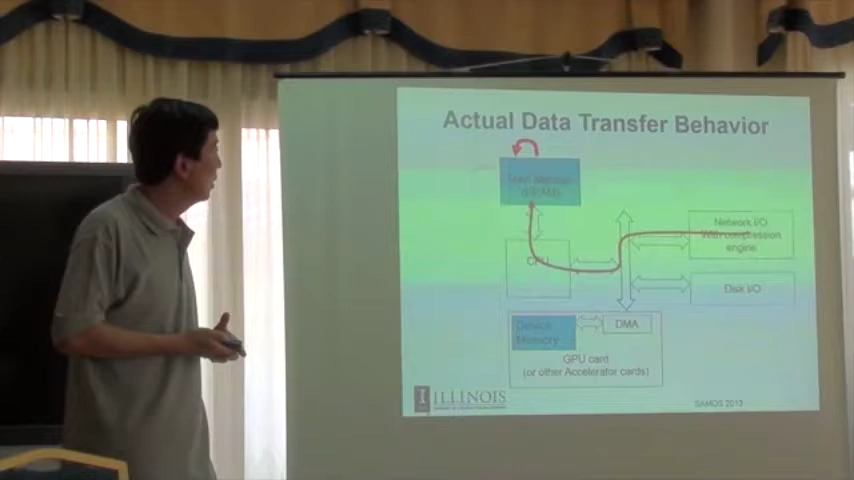 Actual Data Transfer Behavior
Main Memory
(DRAM)
Network I/O
With compression
engine
CPU
Disk I/O
Device
Memory
DMA
GPU card
(or other Accelerator cards)
I ILLINOIS
SAMOS 2013